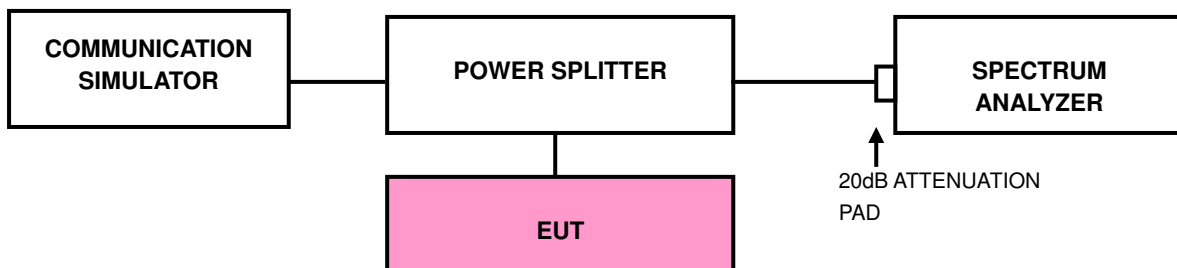 COMMUNICATION
SIMULATOR
POWER SPLITTER
SPECTRUM
ANALYZER
20dB ATTENUATION
PAD
EUT